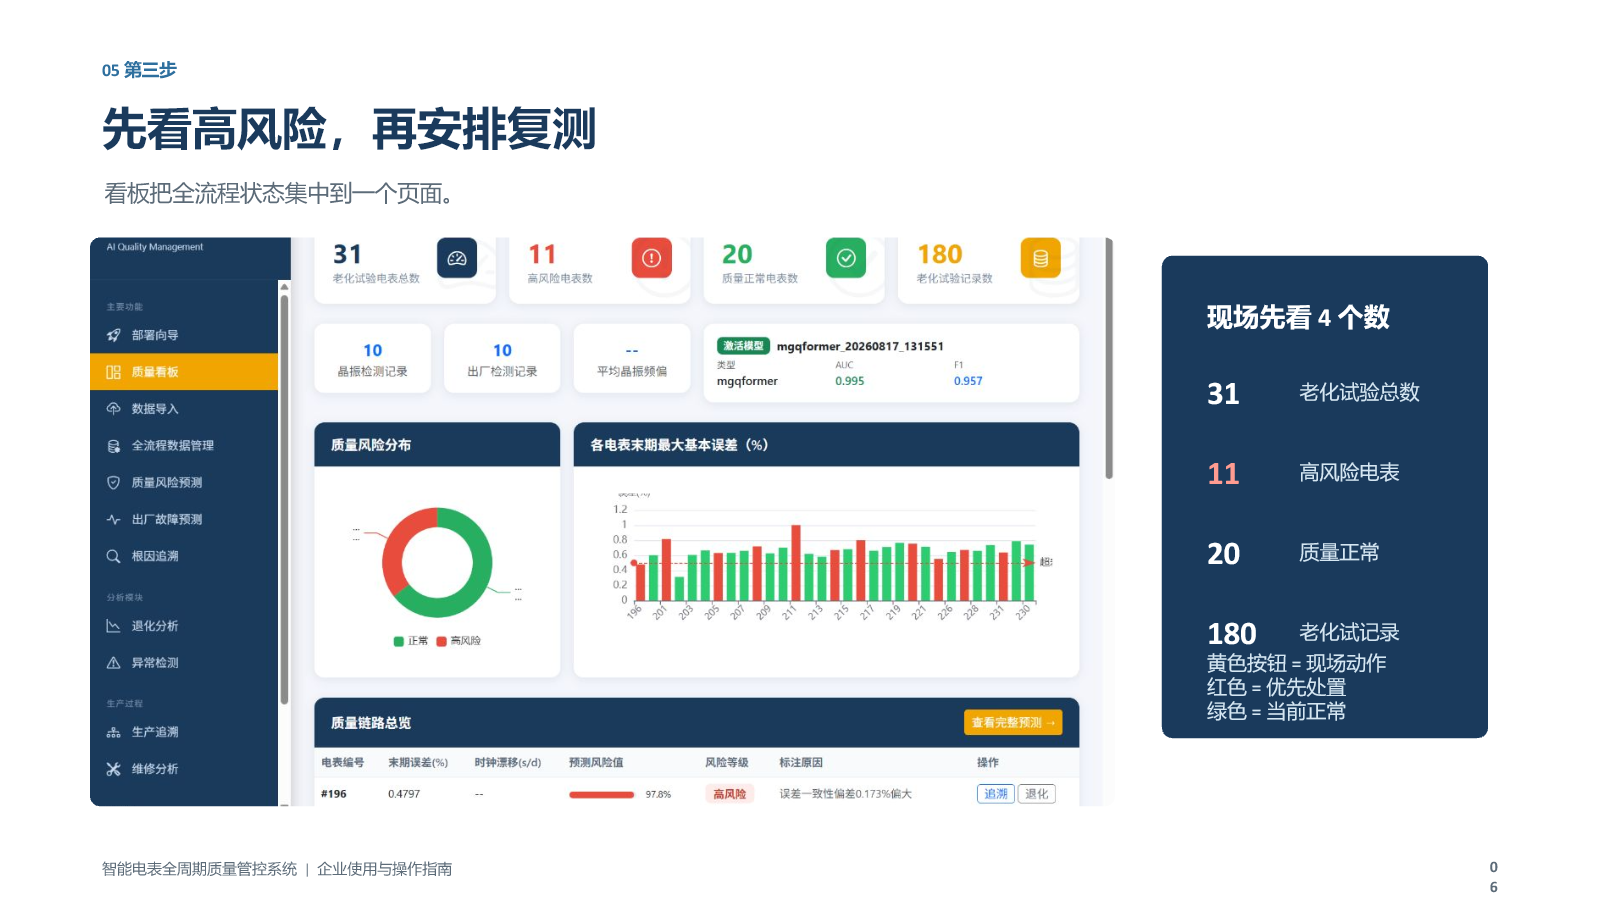 05 第三步
先看高风险，再安排复测
看板把全流程状态集中到一个页面。
AI Quality Management
主要功能
部署向导
质量看板
数据导入
全流程数据管理
质量风险预测
出厂故障预测
根因追溯
分析模块
退化分析
异常检测
生产过程
生产追溯
维修分析
31
老化试验电表总数
11
高风险电表数
20
质量正常电表数
180
老化试验记录数
10
晶振检测记录
10
出厂检测记录
--
平均晶振频偏
激活模型 mgqformer_20260817_131551
类型 AUC F1
mgqformer 0.995 0.957
质量风险分布
...
...
...
...
正常 高风险
各电表末期最大基本误差（%）
1.2
1
0.8
0.6
0.4
0.2
0
196 201 203 205 207 209 211 213 215 217 219 221 226 228 231 230
质量链路总览
查看完整预测 →
电表编号 末期误差(%) 时钟漂移(s/d) 预测风险值 风险等级 标注原因 操作
#196 0.4797 -- 97.8% 高风险 误差一致性偏差0.173%偏大 追溯 退化
现场先看 4 个数
31 老化试验总数
11 高风险电表
20 质量正常
180 老化试记录
黄色按钮 = 现场动作
红色 = 优先处置
绿色 = 当前正常
智能电表全周期质量管控系统 | 企业使用与操作指南
0
6